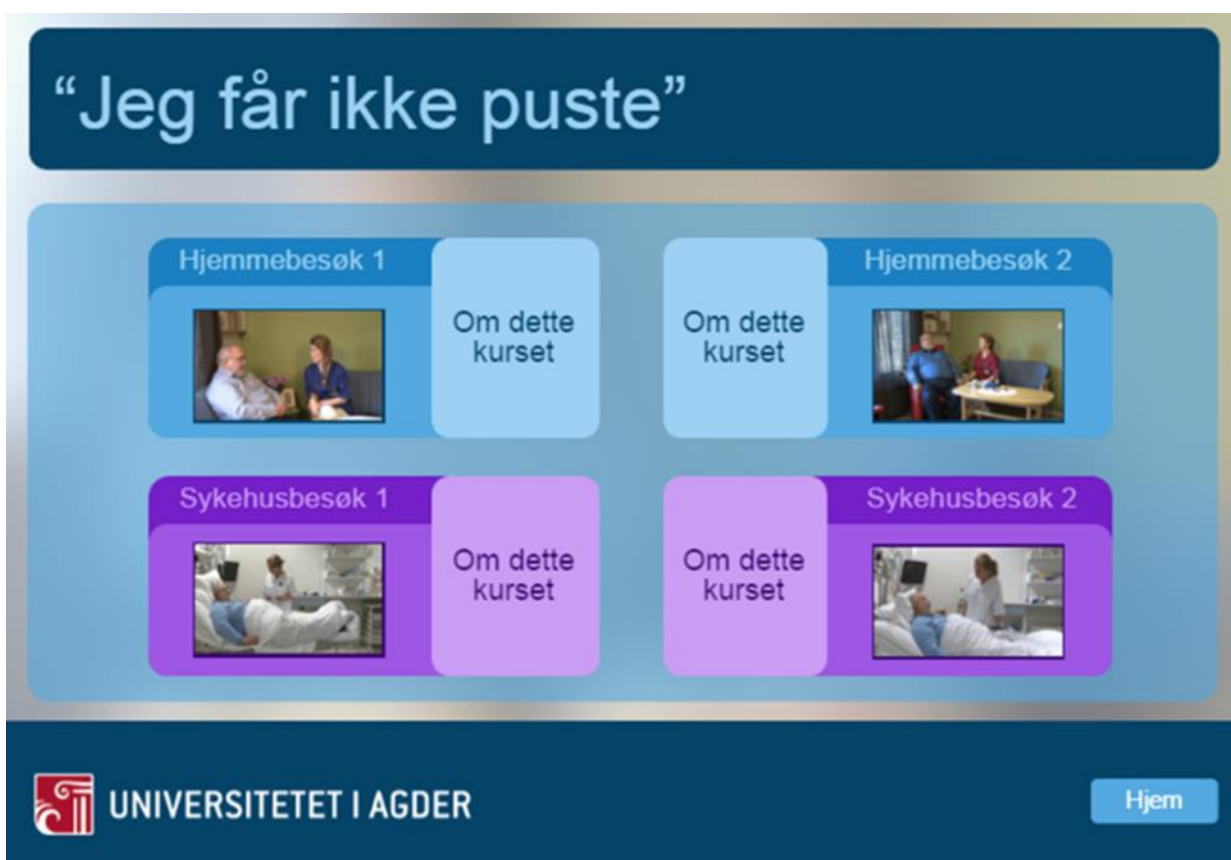 “Jeg får ikke puste”
Hjemmebesøk 1
Om dette
kurset
Om dette
kurset
Hjemmebesøk 2
Sykehusbesøk 1
Om dette
kurset
Om dette
kurset
Sykehusbesøk 2
UNIVERSITETET I AGDER
Hjem